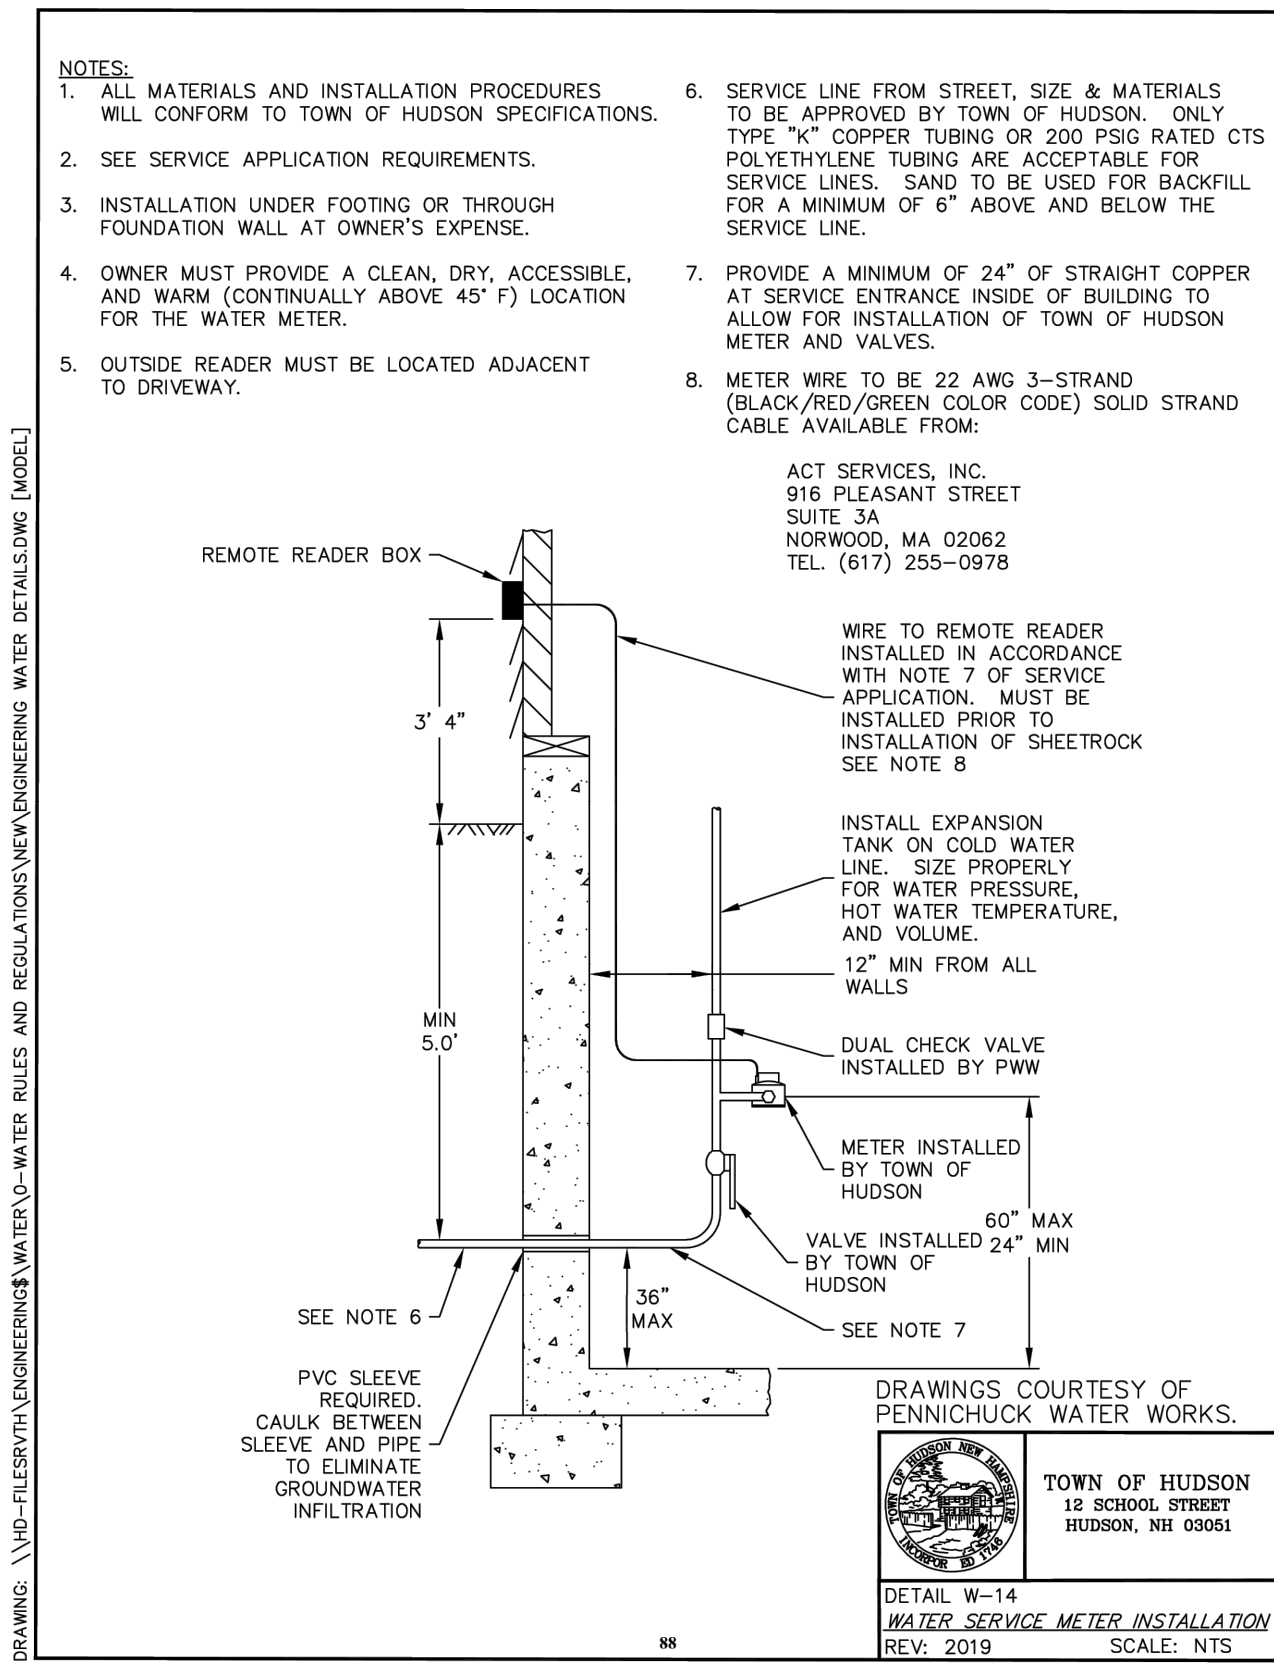 NOTES:
1. ALL MATERIALS AND INSTALLATION PROCEDURES
WILL CONFORM TO TOWN OF HUDSON SPECIFICATIONS.
2. SEE SERVICE APPLICATION REQUIREMENTS.
3. INSTALLATION UNDER FOOTING OR THROUGH
FOUNDATION WALL AT OWNER'S EXPENSE.
4. OWNER MUST PROVIDE A CLEAN, DRY, ACCESSIBLE,
AND WARM (CONTINUALLY ABOVE 45° F) LOCATION
FOR THE WATER METER.
5. OUTSIDE READER MUST BE LOCATED ADJACENT
TO DRIVEWAY.
6. SERVICE LINE FROM STREET, SIZE & MATERIALS
TO BE APPROVED BY TOWN OF HUDSON. ONLY
TYPE "K" COPPER TUBING OR 200 PSIG RATED CTS
POLYETHYLENE TUBING ARE ACCEPTABLE FOR
SERVICE LINES. SAND TO BE USED FOR BACKFILL
FOR A MINIMUM OF 6" ABOVE AND BELOW THE
SERVICE LINE.
7. PROVIDE A MINIMUM OF 24" OF STRAIGHT COPPER
AT SERVICE ENTRANCE INSIDE OF BUILDING TO
ALLOW FOR INSTALLATION OF TOWN OF HUDSON
METER AND VALVES.
8. METER WIRE TO BE 22 AWG 3-STRAND
(BLACK/RED/GREEN COLOR CODE) SOLID STRAND
CABLE AVAILABLE FROM:
ACT SERVICES, INC.
916 PLEASANT STREET
SUITE 3A
NORWOOD, MA 02062
TEL. (617) 255-0978
REMOTE READER BOX
WIRE TO REMOTE READER
INSTALLED IN ACCORDANCE
WITH NOTE 7 OF SERVICE
APPLICATION. MUST BE
INSTALLED PRIOR TO
INSTALLATION OF SHEETROCK
SEE NOTE 8
3' 4"
INSTALL EXPANSION
TANK ON COLD WATER
LINE. SIZE PROPERLY
FOR WATER PRESSURE,
HOT WATER TEMPERATURE,
AND VOLUME.
12" MIN FROM ALL
WALLS
MIN
5.0'
DUAL CHECK VALVE
INSTALLED BY PWW
METER INSTALLED
BY TOWN OF
HUDSON
60" MAX
24" MIN
VALVE INSTALLED
BY TOWN OF
HUDSON
36"
MAX
SEE NOTE 6
SEE NOTE 7
PVC SLEEVE
REQUIRED.
CAULK BETWEEN
SLEEVE AND PIPE
TO ELIMINATE
GROUNDWATER
INFILTRATION
DRAWINGS COURTESY OF
PENNICHUCK WATER WORKS.
TOWN OF HUDSON NEW HAMPSHIRE
INCORPOR ED 1746
TOWN OF HUDSON
12 SCHOOL STREET
HUDSON, NH 03051
DETAIL W-14
WATER SERVICE METER INSTALLATION
REV: 2019 SCALE: NTS
88
DRAWING: \\HD-FILESRVTH\ENGINEERING$\WATER\0-WATER RULES AND REGULATIONS\NEW\ENGINEERING WATER DETAILS.DWG [MODEL]